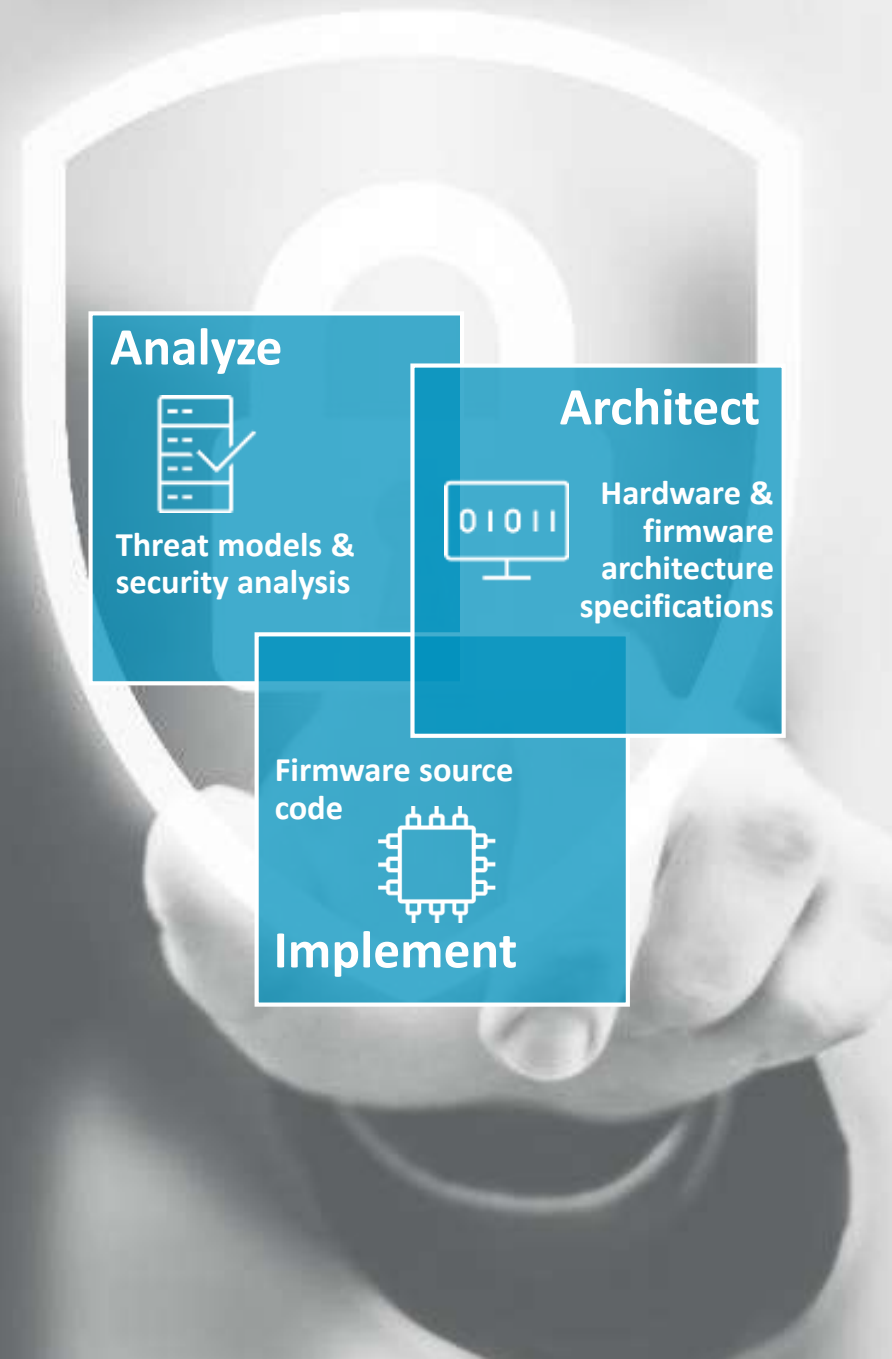 Analyze
Threat models &
security analysis
Architect
01011
Hardware &
firmware
architecture
specifications
Firmware source
code
Implement